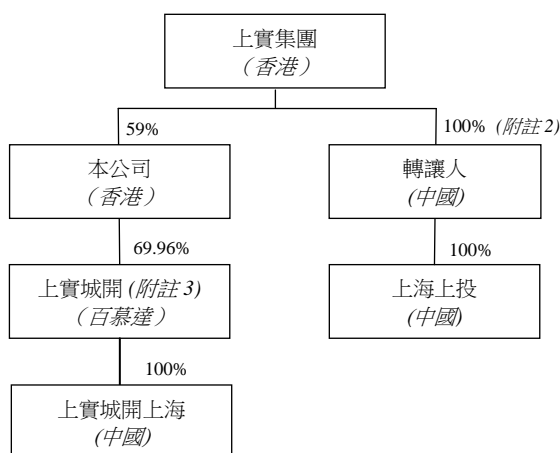 上實集團
（香港）
59%
100% (附註2)
本公司
（香港）
轉讓人
(中國)
69.96%
100%
上實城開 (附註3)
（百慕達）
上海上投
(中國)
100%
上實城開上海
(中國)